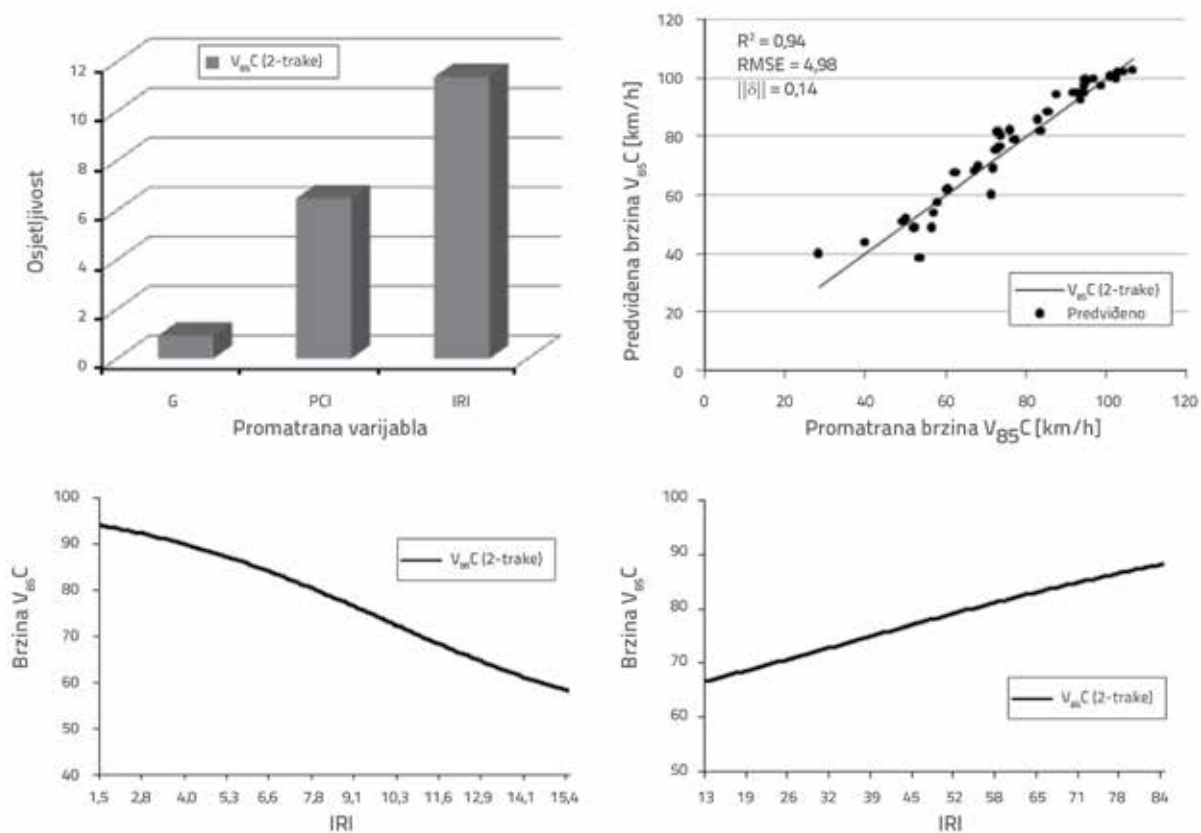 V85C (2-trake)
12
10
8
6
4
2
0
Osjetljivost
G PCI IRI
Promatrana varijabla
R² = 0,94
RMSE = 4,98
||δ|| = 0,14
120
100
80
60
40
20
0
Predviđena brzina V85C [km/h]
V85C (2-trake)
Predviđeno
0 20 40 60 80 100 120
Promatrana brzina V85C [km/h]
100
90
80
70
60
50
40
Brzina V85C
V85C (2-trake)
1,5 2,8 4,0 5,3 6,6 7,8 9,1 10,3 11,6 12,9 14,1 15,4
IRI
100
90
80
70
60
50
Brzina V85C
V85C (2-trake)
13 19 26 32 39 45 52 58 65 71 78 84
IRI